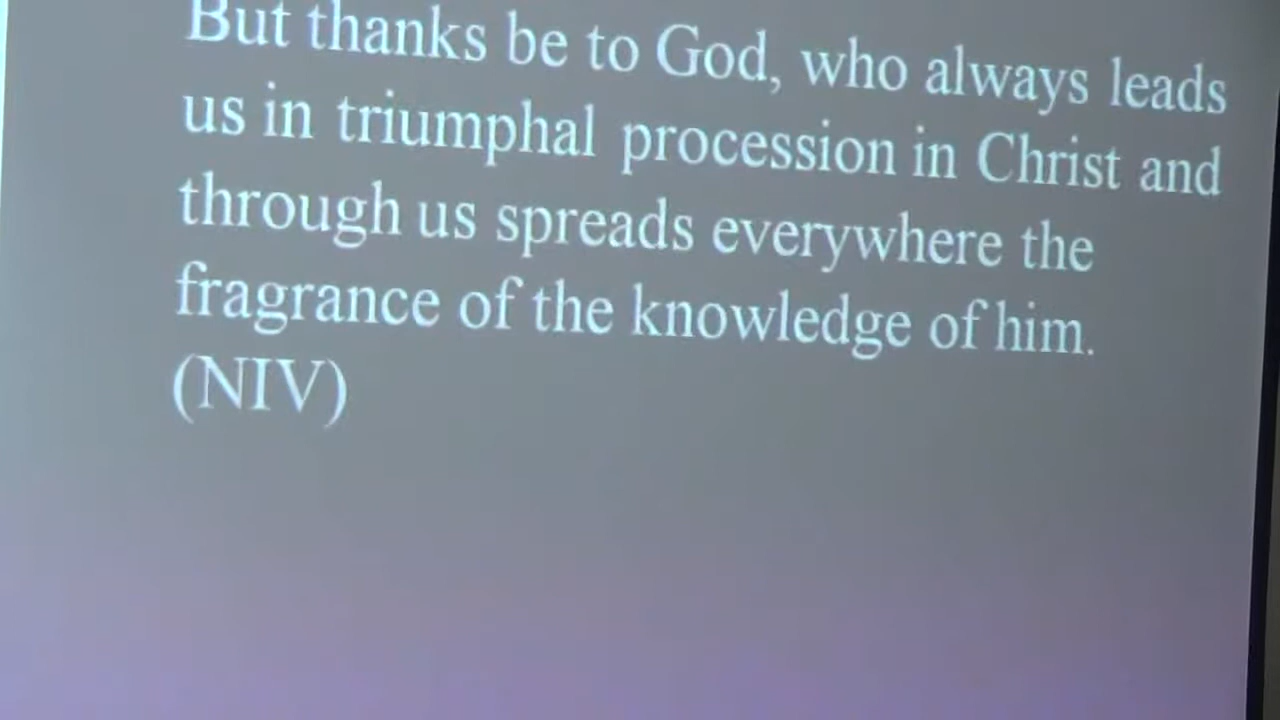 But thanks be to God, who always leads
us in triumphal procession in Christ and
through us spreads everywhere the
fragrance of the knowledge of him.
(NIV)